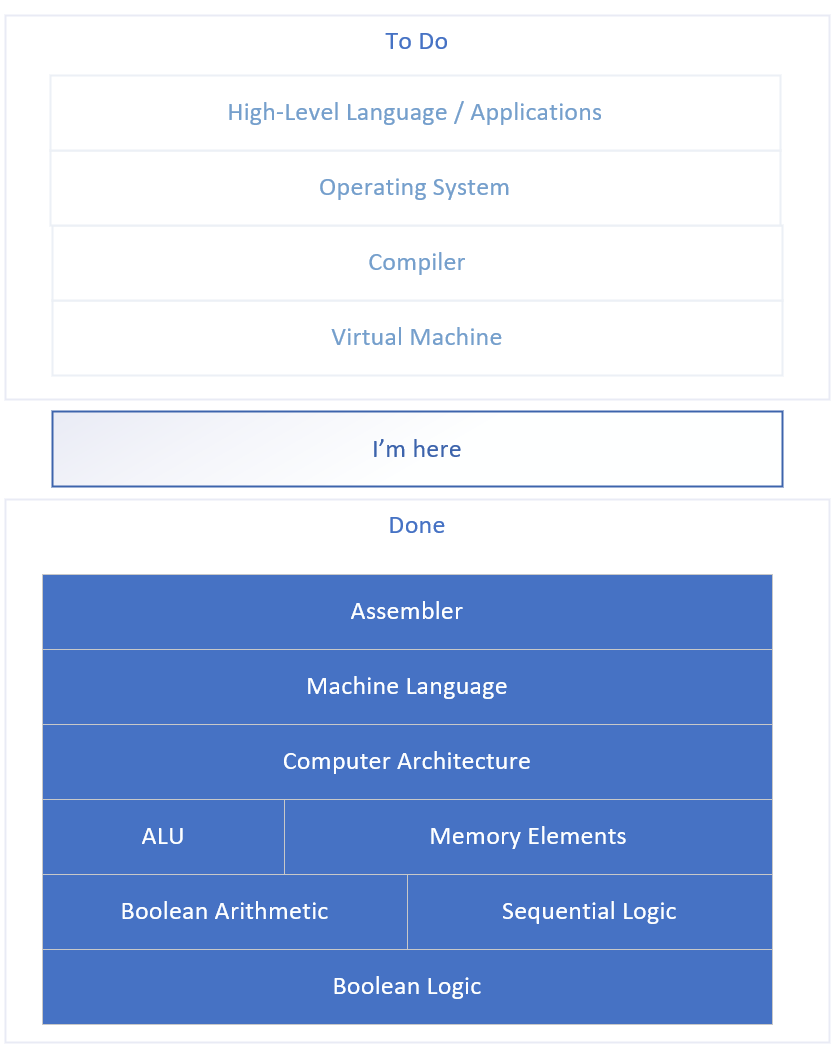 To Do
High-Level Language / Applications
Operating System
Compiler
Virtual Machine
I’m here
Done
Assembler
Machine Language
Computer Architecture
ALU
Memory Elements
Boolean Arithmetic
Sequential Logic
Boolean Logic